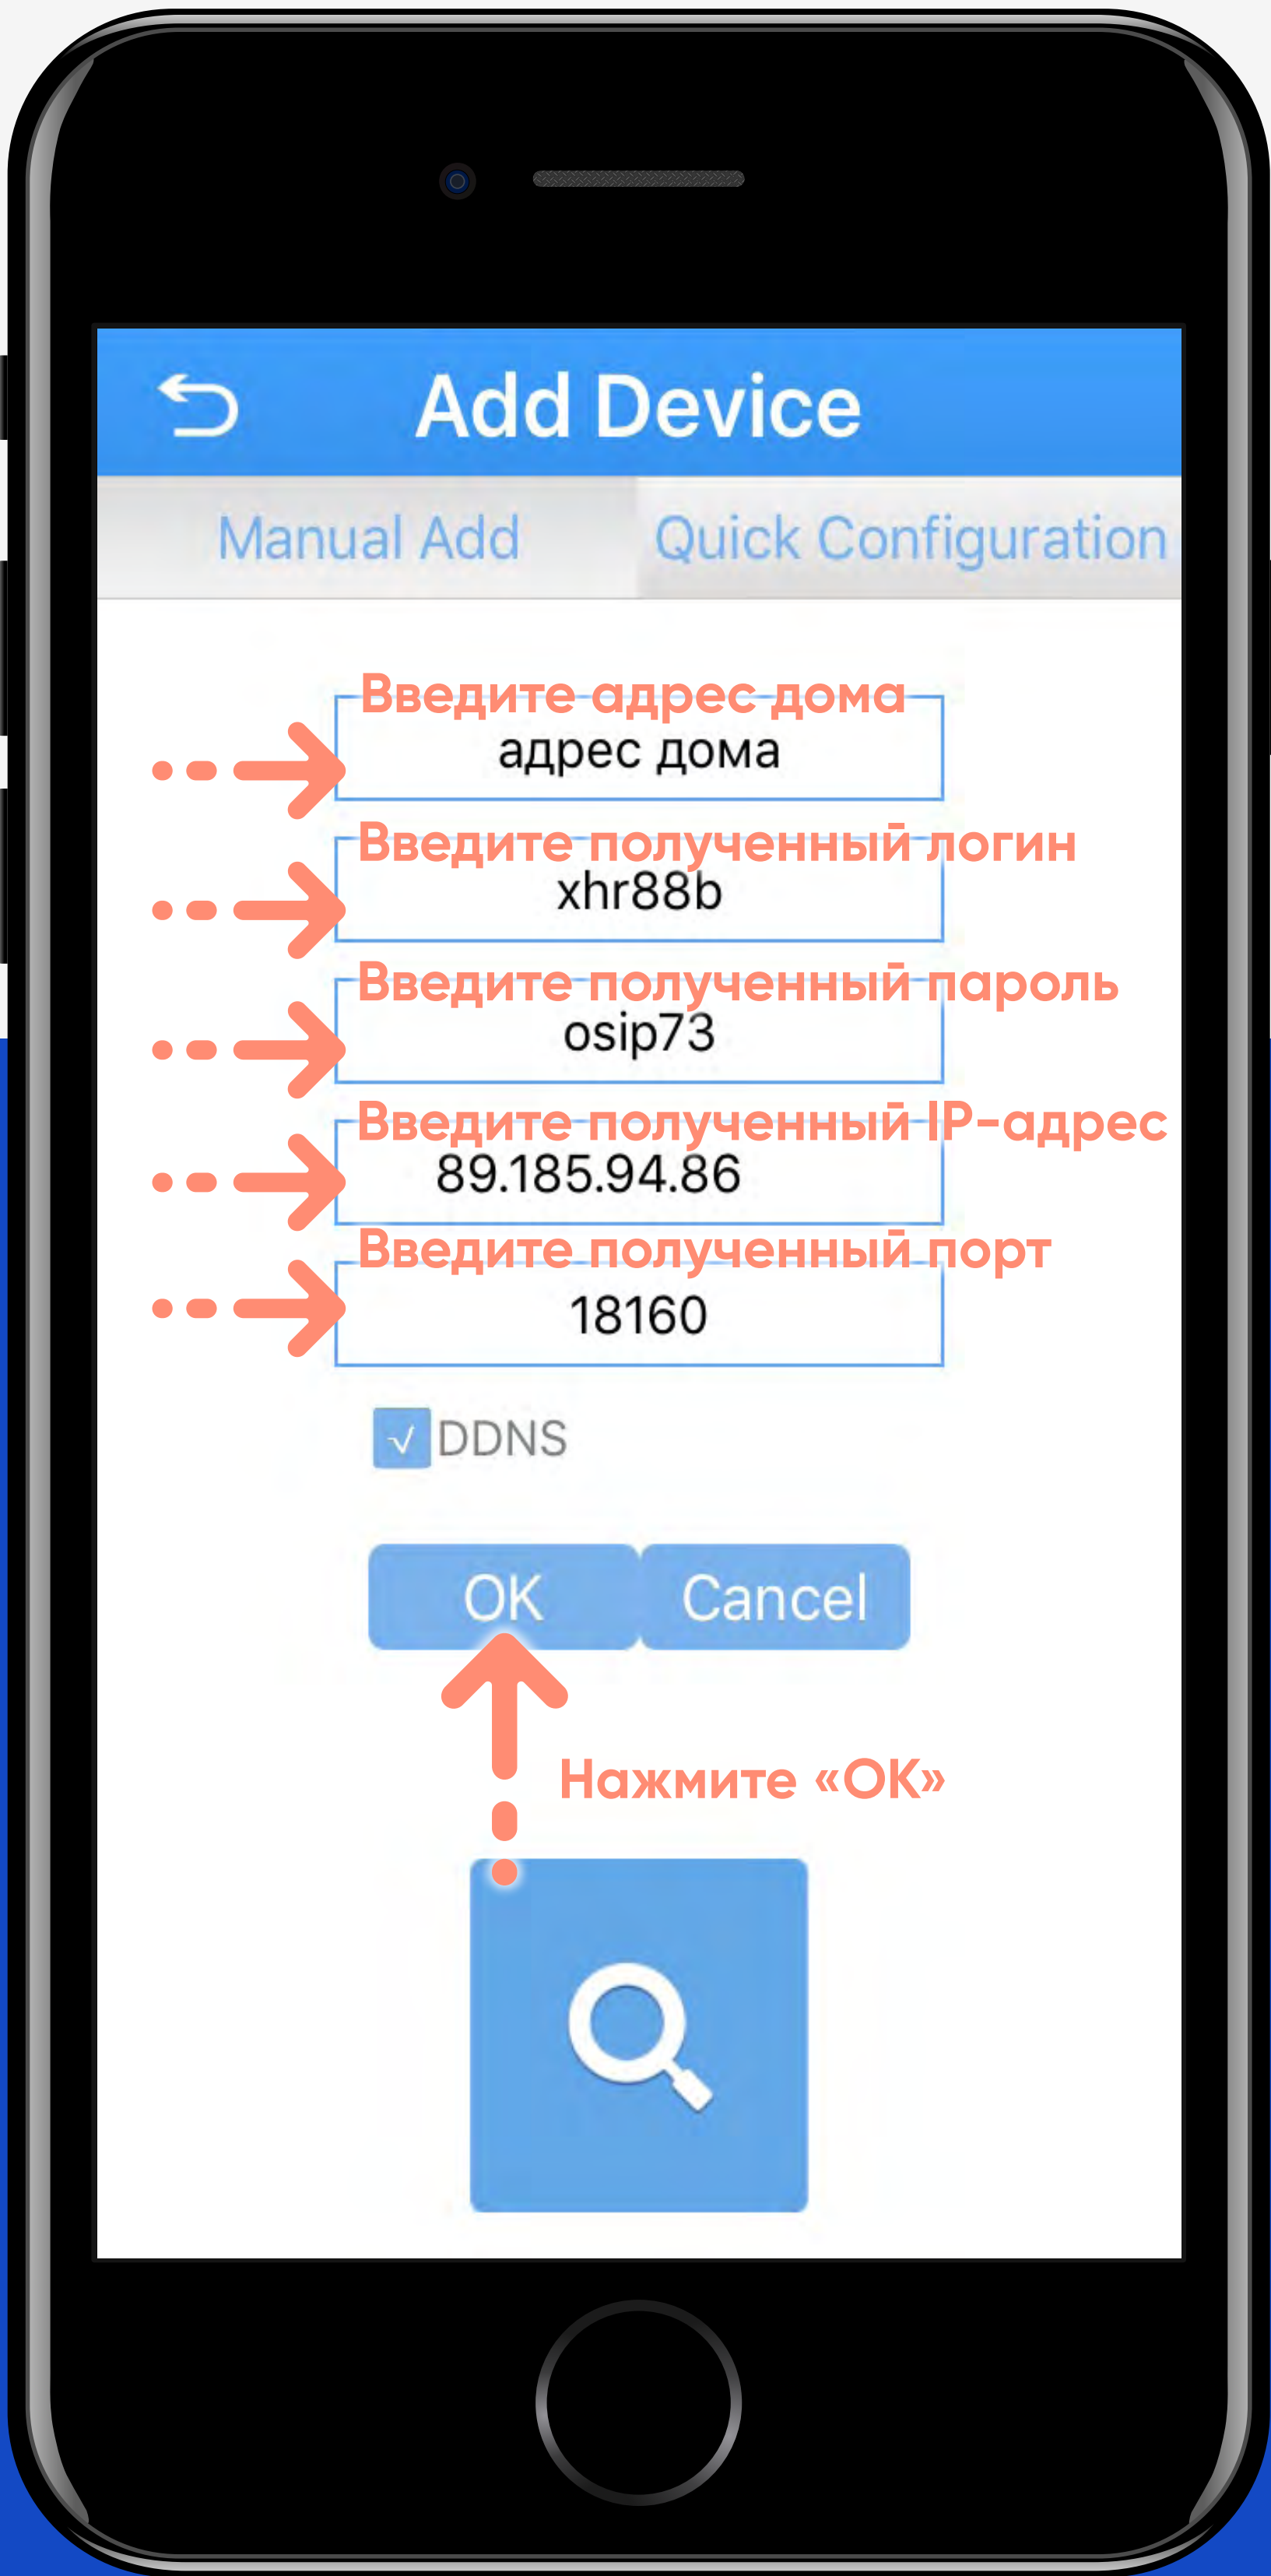 Add Device
Manual Add
Quick Configuration
Введите адрес дома
адрес дома
Введите полученный логин
xhr88b
Введите полученный пароль
osip73
Введите полученный IP-адрес
89.185.94.86
Введите полученный порт
18160
√ DDNS
OK
Cancel
Нажмите «ОК»